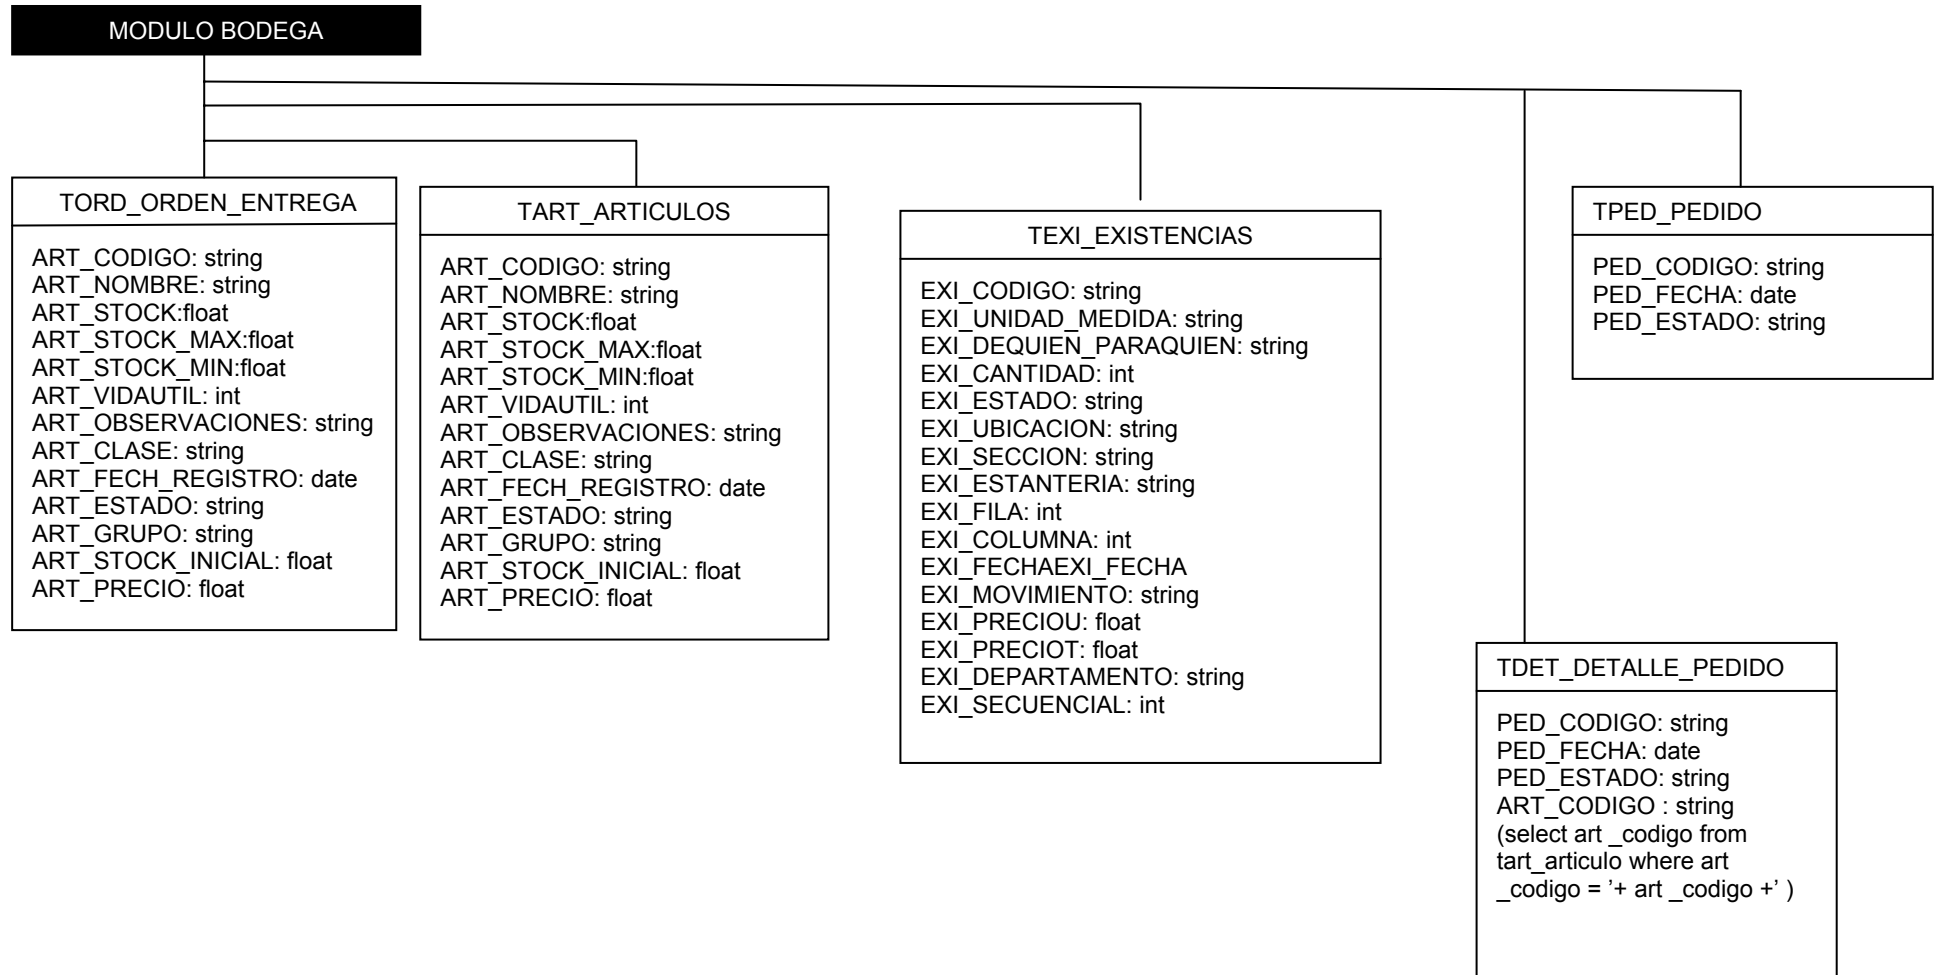 MODULO BODEGA
TORD_ORDEN_ENTREGA
ART_CODIGO: string
ART_NOMBRE: string
ART_STOCK:float
ART_STOCK_MAX:float
ART_STOCK_MIN:float
ART_VIDAUTIL: int
ART_OBSERVACIONES: string
ART_CLASE: string
ART_FECH_REGISTRO: date
ART_ESTADO: string
ART_GRUPO: string
ART_STOCK_INICIAL: float
ART_PRECIO: float
TART_ARTICULOS
ART_CODIGO: string
ART_NOMBRE: string
ART_STOCK:float
ART_STOCK_MAX:float
ART_STOCK_MIN:float
ART_VIDAUTIL: int
ART_OBSERVACIONES: string
ART_CLASE: string
ART_FECH_REGISTRO: date
ART_ESTADO: string
ART_GRUPO: string
ART_STOCK_INICIAL: float
ART_PRECIO: float
TEXI_EXISTENCIAS
EXI_CODIGO: string
EXI_UNIDAD_MEDIDA: string
EXI_DEQUIEN_PARAQUIEN: string
EXI_CANTIDAD: int
EXI_ESTADO: string
EXI_UBICACION: string
EXI_SECCION: string
EXI_ESTANTERIA: string
EXI_FILA: int
EXI_COLUMNA: int
EXI_FECHAEXI_FECHA
EXI_MOVIMIENTO: string
EXI_PRECIOU: float
EXI_PRECIOT: float
EXI_DEPARTAMENTO: string
EXI_SECUENCIAL: int
TPED_PEDIDO
PED_CODIGO: string
PED_FECHA: date
PED_ESTADO: string
TDET_DETALLE_PEDIDO
PED_CODIGO: string
PED_FECHA: date
PED_ESTADO: string
ART_CODIGO : string
(select art _codigo from
tart_articulo where art
_codigo = '+ art _codigo +’ )